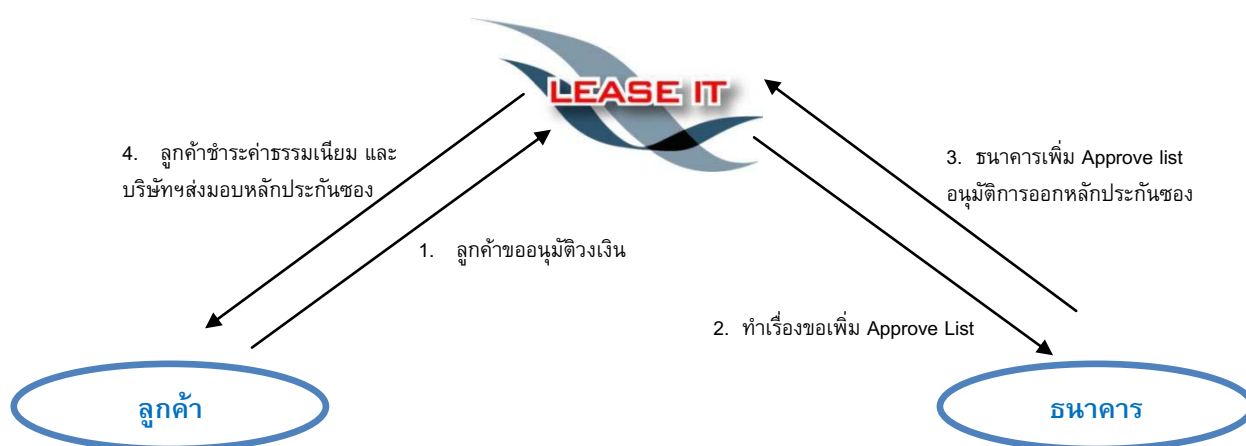 LEASE IT
4. ลูกค้าชำระค่าธรรมเนียม และ
บริษัทฯส่งมอบหลักประกันซอง
3. ธนาคารเพิ่ม Approve list
อนุมัติการออกหลักประกันซอง
1. ลูกค้าขออนุมัติวงเงิน
2. ทำเรื่องขอเพิ่ม Approve List
ลูกค้า
ธนาคาร